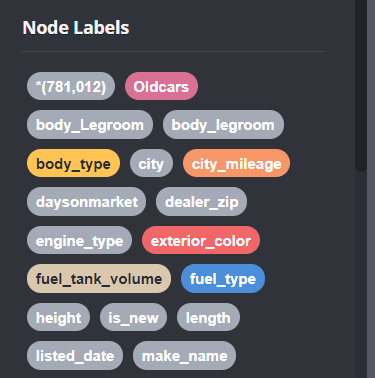 Node Labels
*(781,012) Oldcars
body_Legroom body_legroom
body_type city city_mileage
daysonmarket dealer_zip
engine_type exterior_color
fuel_tank_volume fuel_type
height is_new length
listed_date make_name